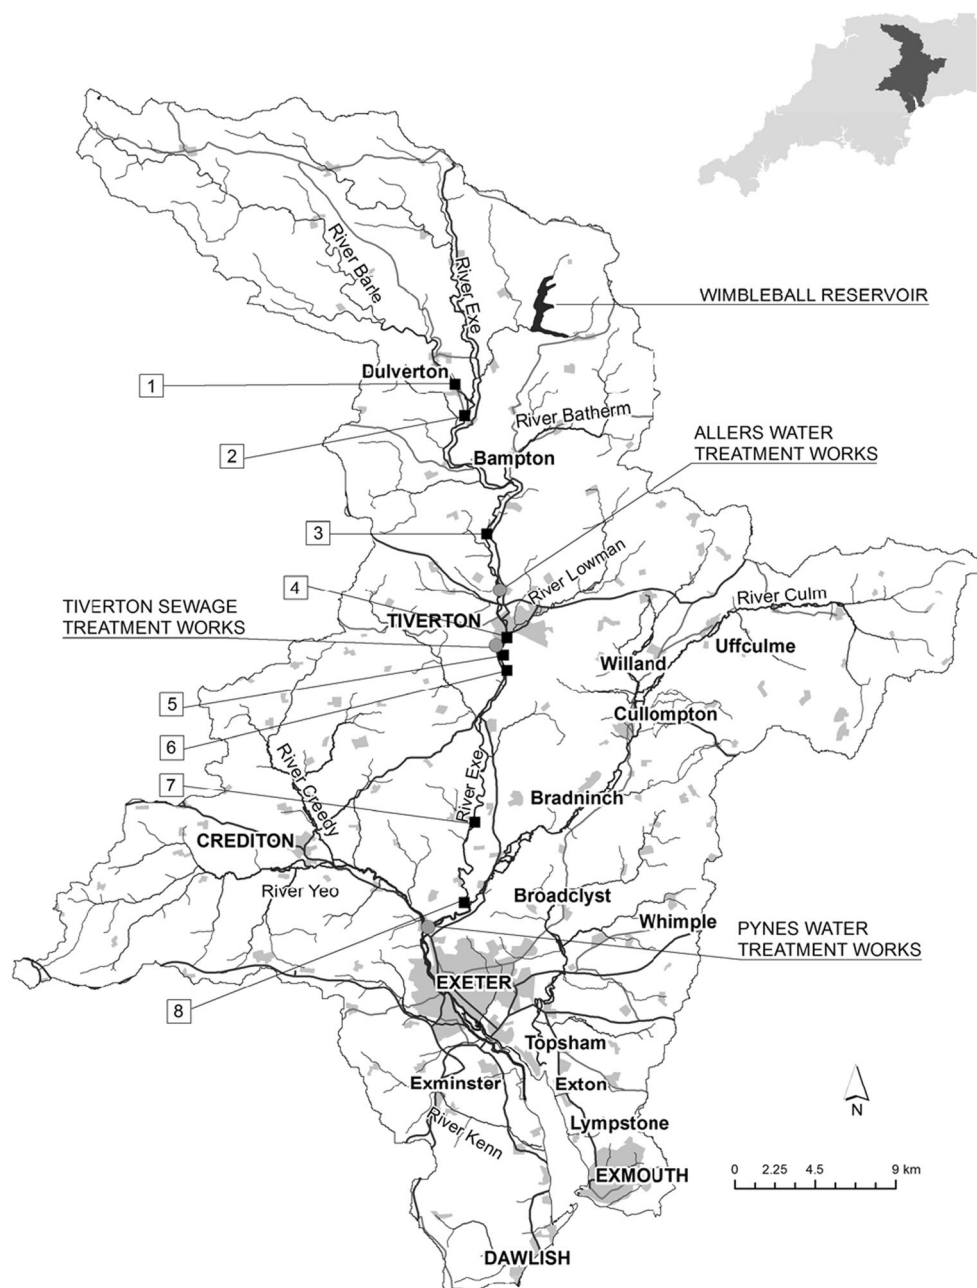 River Barle
River Exe
WIMBLEBALL RESERVOIR
Dulverton
1
River Batherm
2
Bampton
ALLERS WATER
TREATMENT WORKS
3
River Lowman
4
TIVERTON SEWAGE
TREATMENT WORKS
TIVERTON
River Culm
Uffculme
Willand
5
Cullompton
6
River Creedy
7
River Exe
Bradninch
CREDITON
River Yeo
Broadclyst
Whimple
PYNES WATER
TREATMENT WORKS
EXETER
8
Topsham
Exminster
Exton
River Kenn
Lympstone
N
EXMOUTH
0 2.25 4.5 9 km
DAWLISH